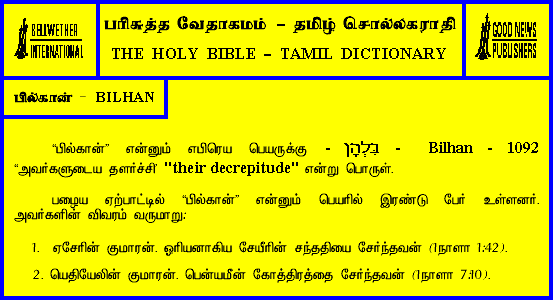 BELLWETHER
INTERNATIONAL
பரிசுத்த வேதாகமம் – தமிழ் சொல்லகராதி
THE HOLY BIBLE – TAMIL DICTIONARY
GOOD NEWS
PUBLISHERS
பில்கான் – BILHAN
“பில்கான்” என்னும் எபிரெய பெயருக்கு - בִּלְהָן - Bilhan - 1092
“அவர்களுடைய தளர்ச்சி” "their decrepitude" என்று பொருள்.
பழைய ஏற்பாட்டில் “பில்கான்” என்னும் பெயரில் இரண்டு பேர் உள்ளனர்.
அவர்களின் விவரம் வருமாறு;
1. ஏசேரின் குமாரன். ஓரியனாகிய சேயீரின் சந்ததியை சேர்ந்தவன் (1நாளா 1:42).
2. யெதியேலின் குமாரன். பென்யமீன் கோத்திரத்தை சேர்ந்தவன் (1நாளா 7:10).